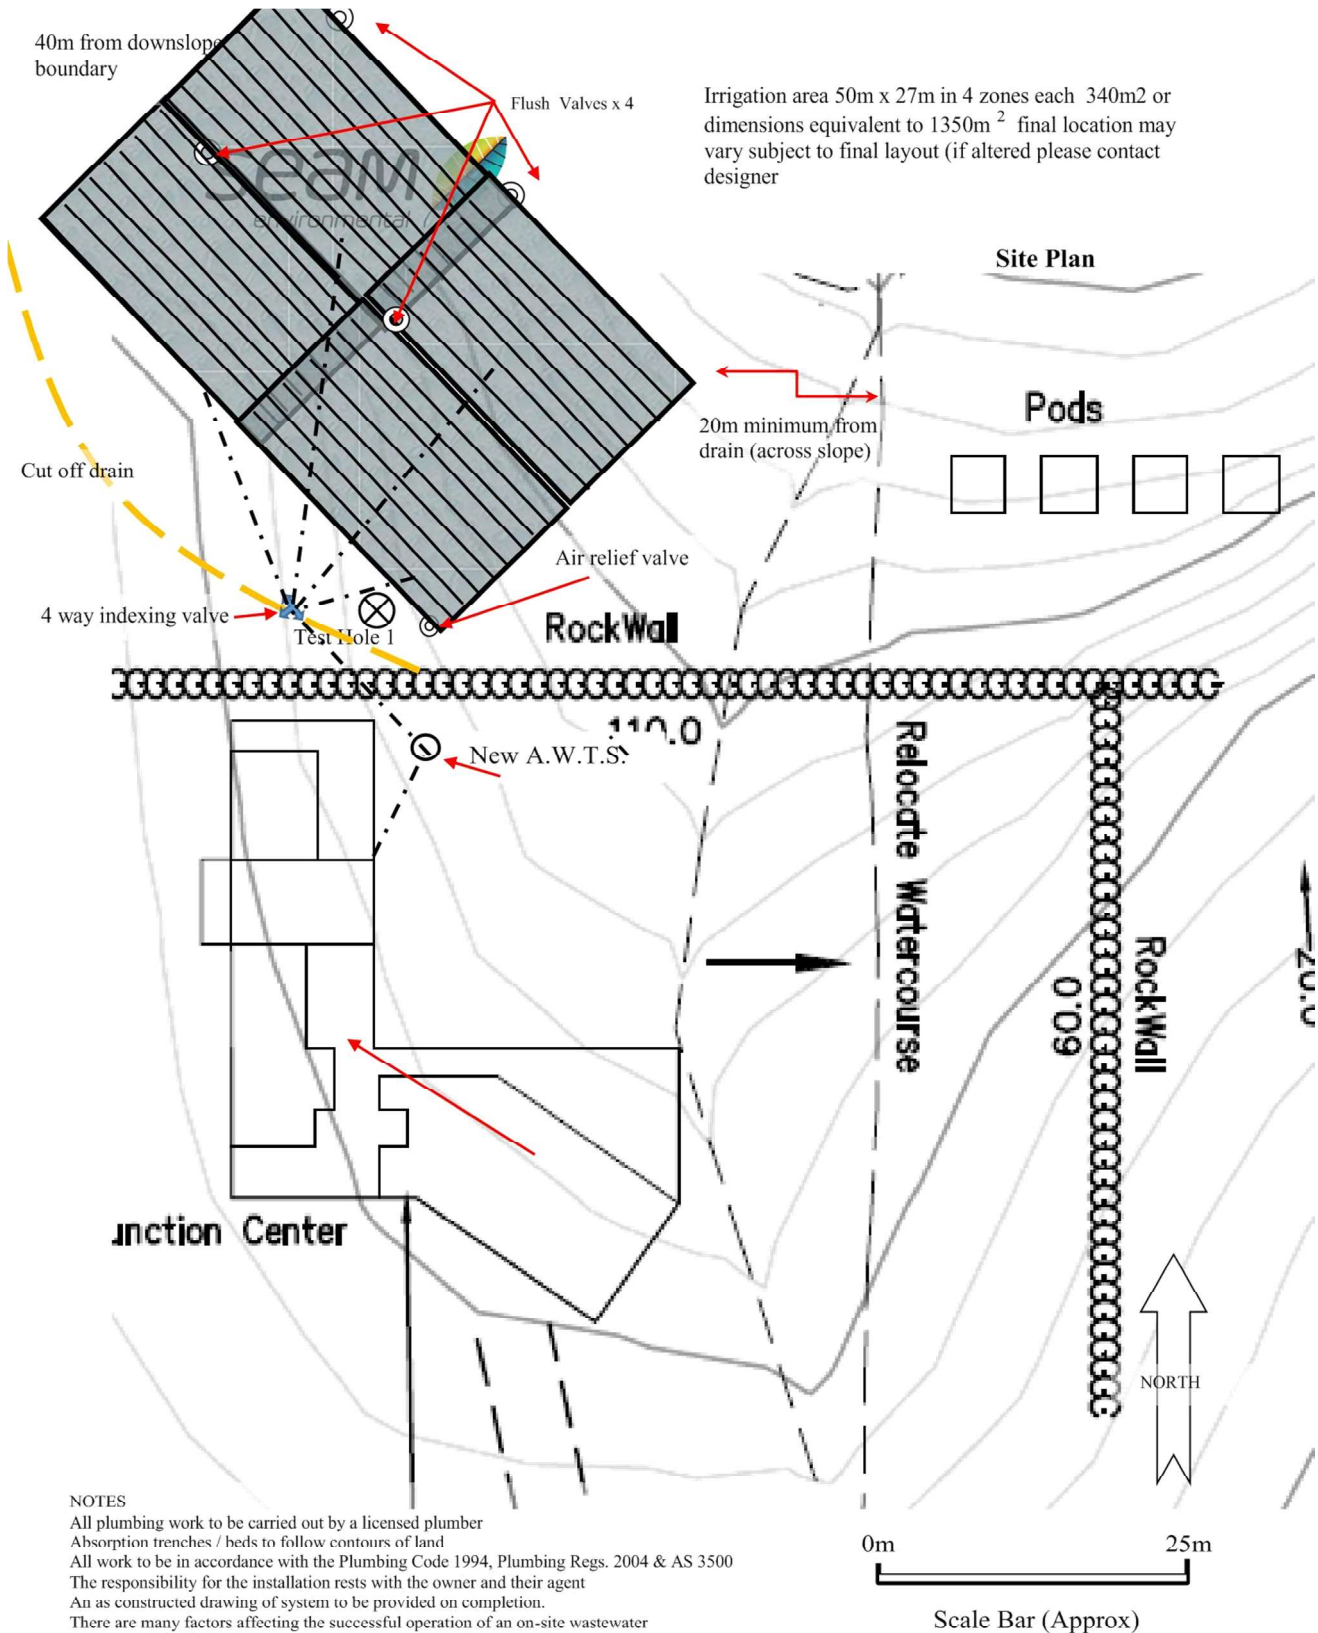 40m from downslope
boundary
Flush Valves x 4
Irrigation area 50m x 27m in 4 zones each 340m2 or
dimensions equivalent to 1350m 2 final location may
vary subject to final layout (if altered please contact
designer
seam
environmental
Site Plan
Pods
20m minimum from
drain (across slope)
Cut off drain
Air relief valve
4 way indexing valve
Test Hole 1
RockWall
110.0
New A.W.T.S.
Relocate Watercourse
RockWall
69.0
unction Center
NORTH
NOTES
All plumbing work to be carried out by a licensed plumber
Absorption trenches / beds to follow contours of land
All work to be in accordance with the Plumbing Code 1994, Plumbing Regs. 2004 & AS 3500
The responsibility for the installation rests with the owner and their agent
An as constructed drawing of system to be provided on completion.
There are many factors affecting the successful operation of an on-site wastewater
0m 25m
Scale Bar (Approx)